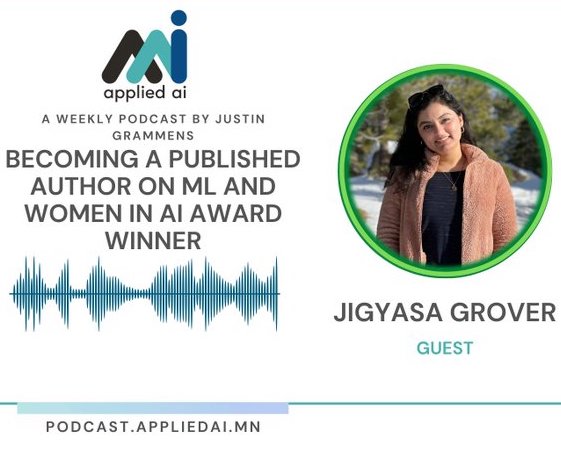 applied ai
A WEEKLY PODCAST BY JUSTIN
GRAMMENS
BECOMING A PUBLISHED
AUTHOR ON ML AND
WOMEN IN AI AWARD
WINNER
JIGYASA GROVER
GUEST
PODCAST.APPLIEDAI.MN